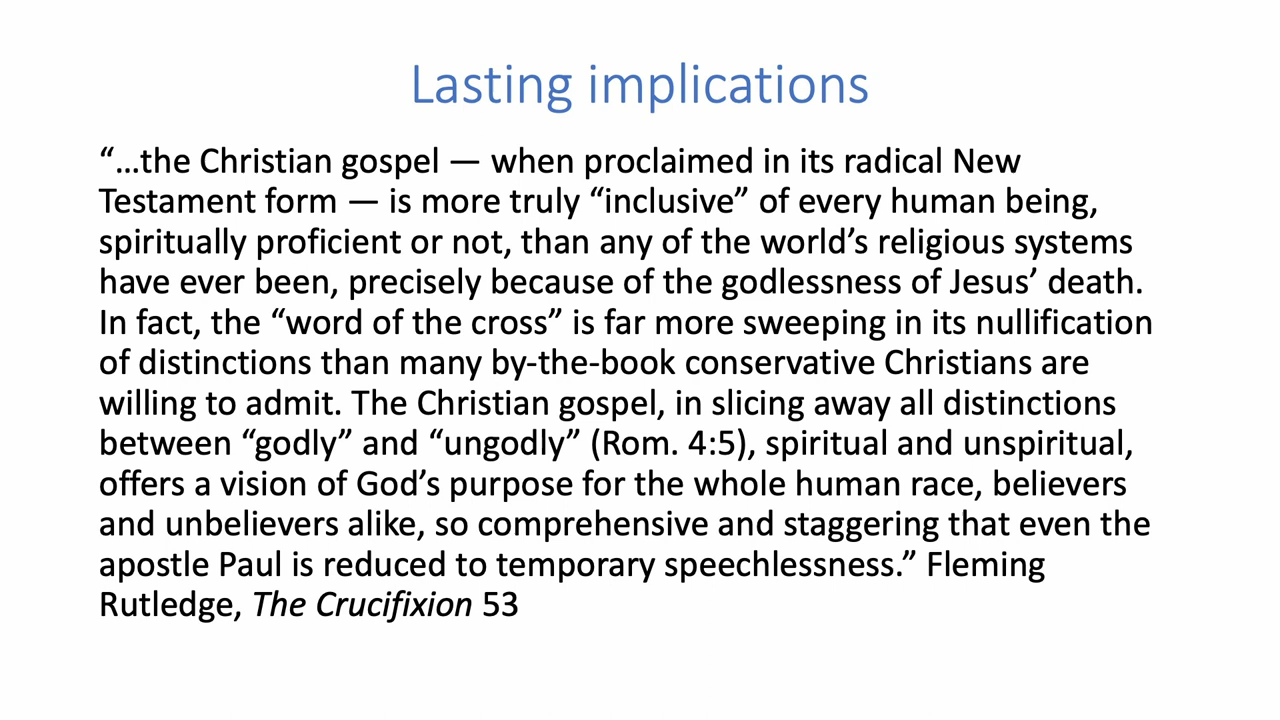 Lasting implications
“…the Christian gospel — when proclaimed in its radical New
Testament form — is more truly “inclusive” of every human being,
spiritually proficient or not, than any of the world’s religious systems
have ever been, precisely because of the godlessness of Jesus’ death.
In fact, the “word of the cross” is far more sweeping in its nullification
of distinctions than many by-the-book conservative Christians are
willing to admit. The Christian gospel, in slicing away all distinctions
between “godly” and “ungodly” (Rom. 4:5), spiritual and unspiritual,
offers a vision of God’s purpose for the whole human race, believers
and unbelievers alike, so comprehensive and staggering that even the
apostle Paul is reduced to temporary speechlessness.” Fleming
Rutledge, The Crucifixion 53